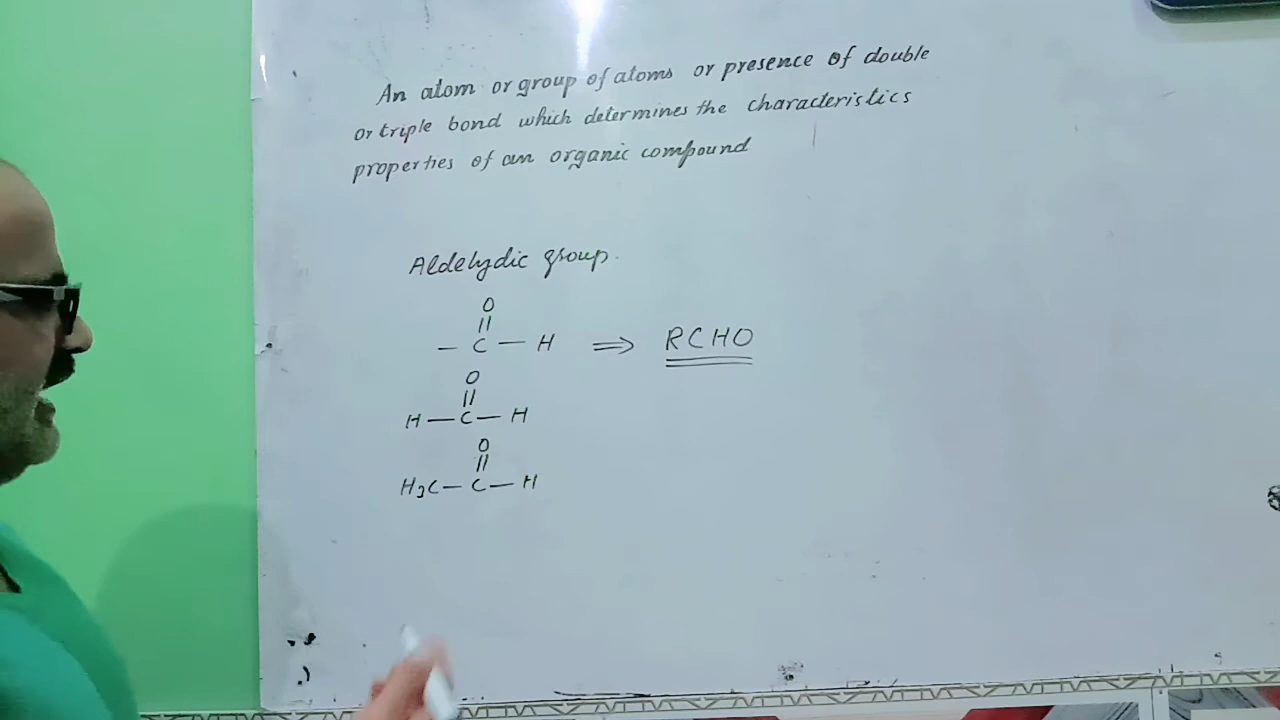 An atom or group of atoms or presence of double
or triple bond which determines the characteristics
properties of an organic compound
Aldelydic group.
O
||
— C — H ⇒ RCHO
O
||
H — C — H
O
||
H₃C — C — H